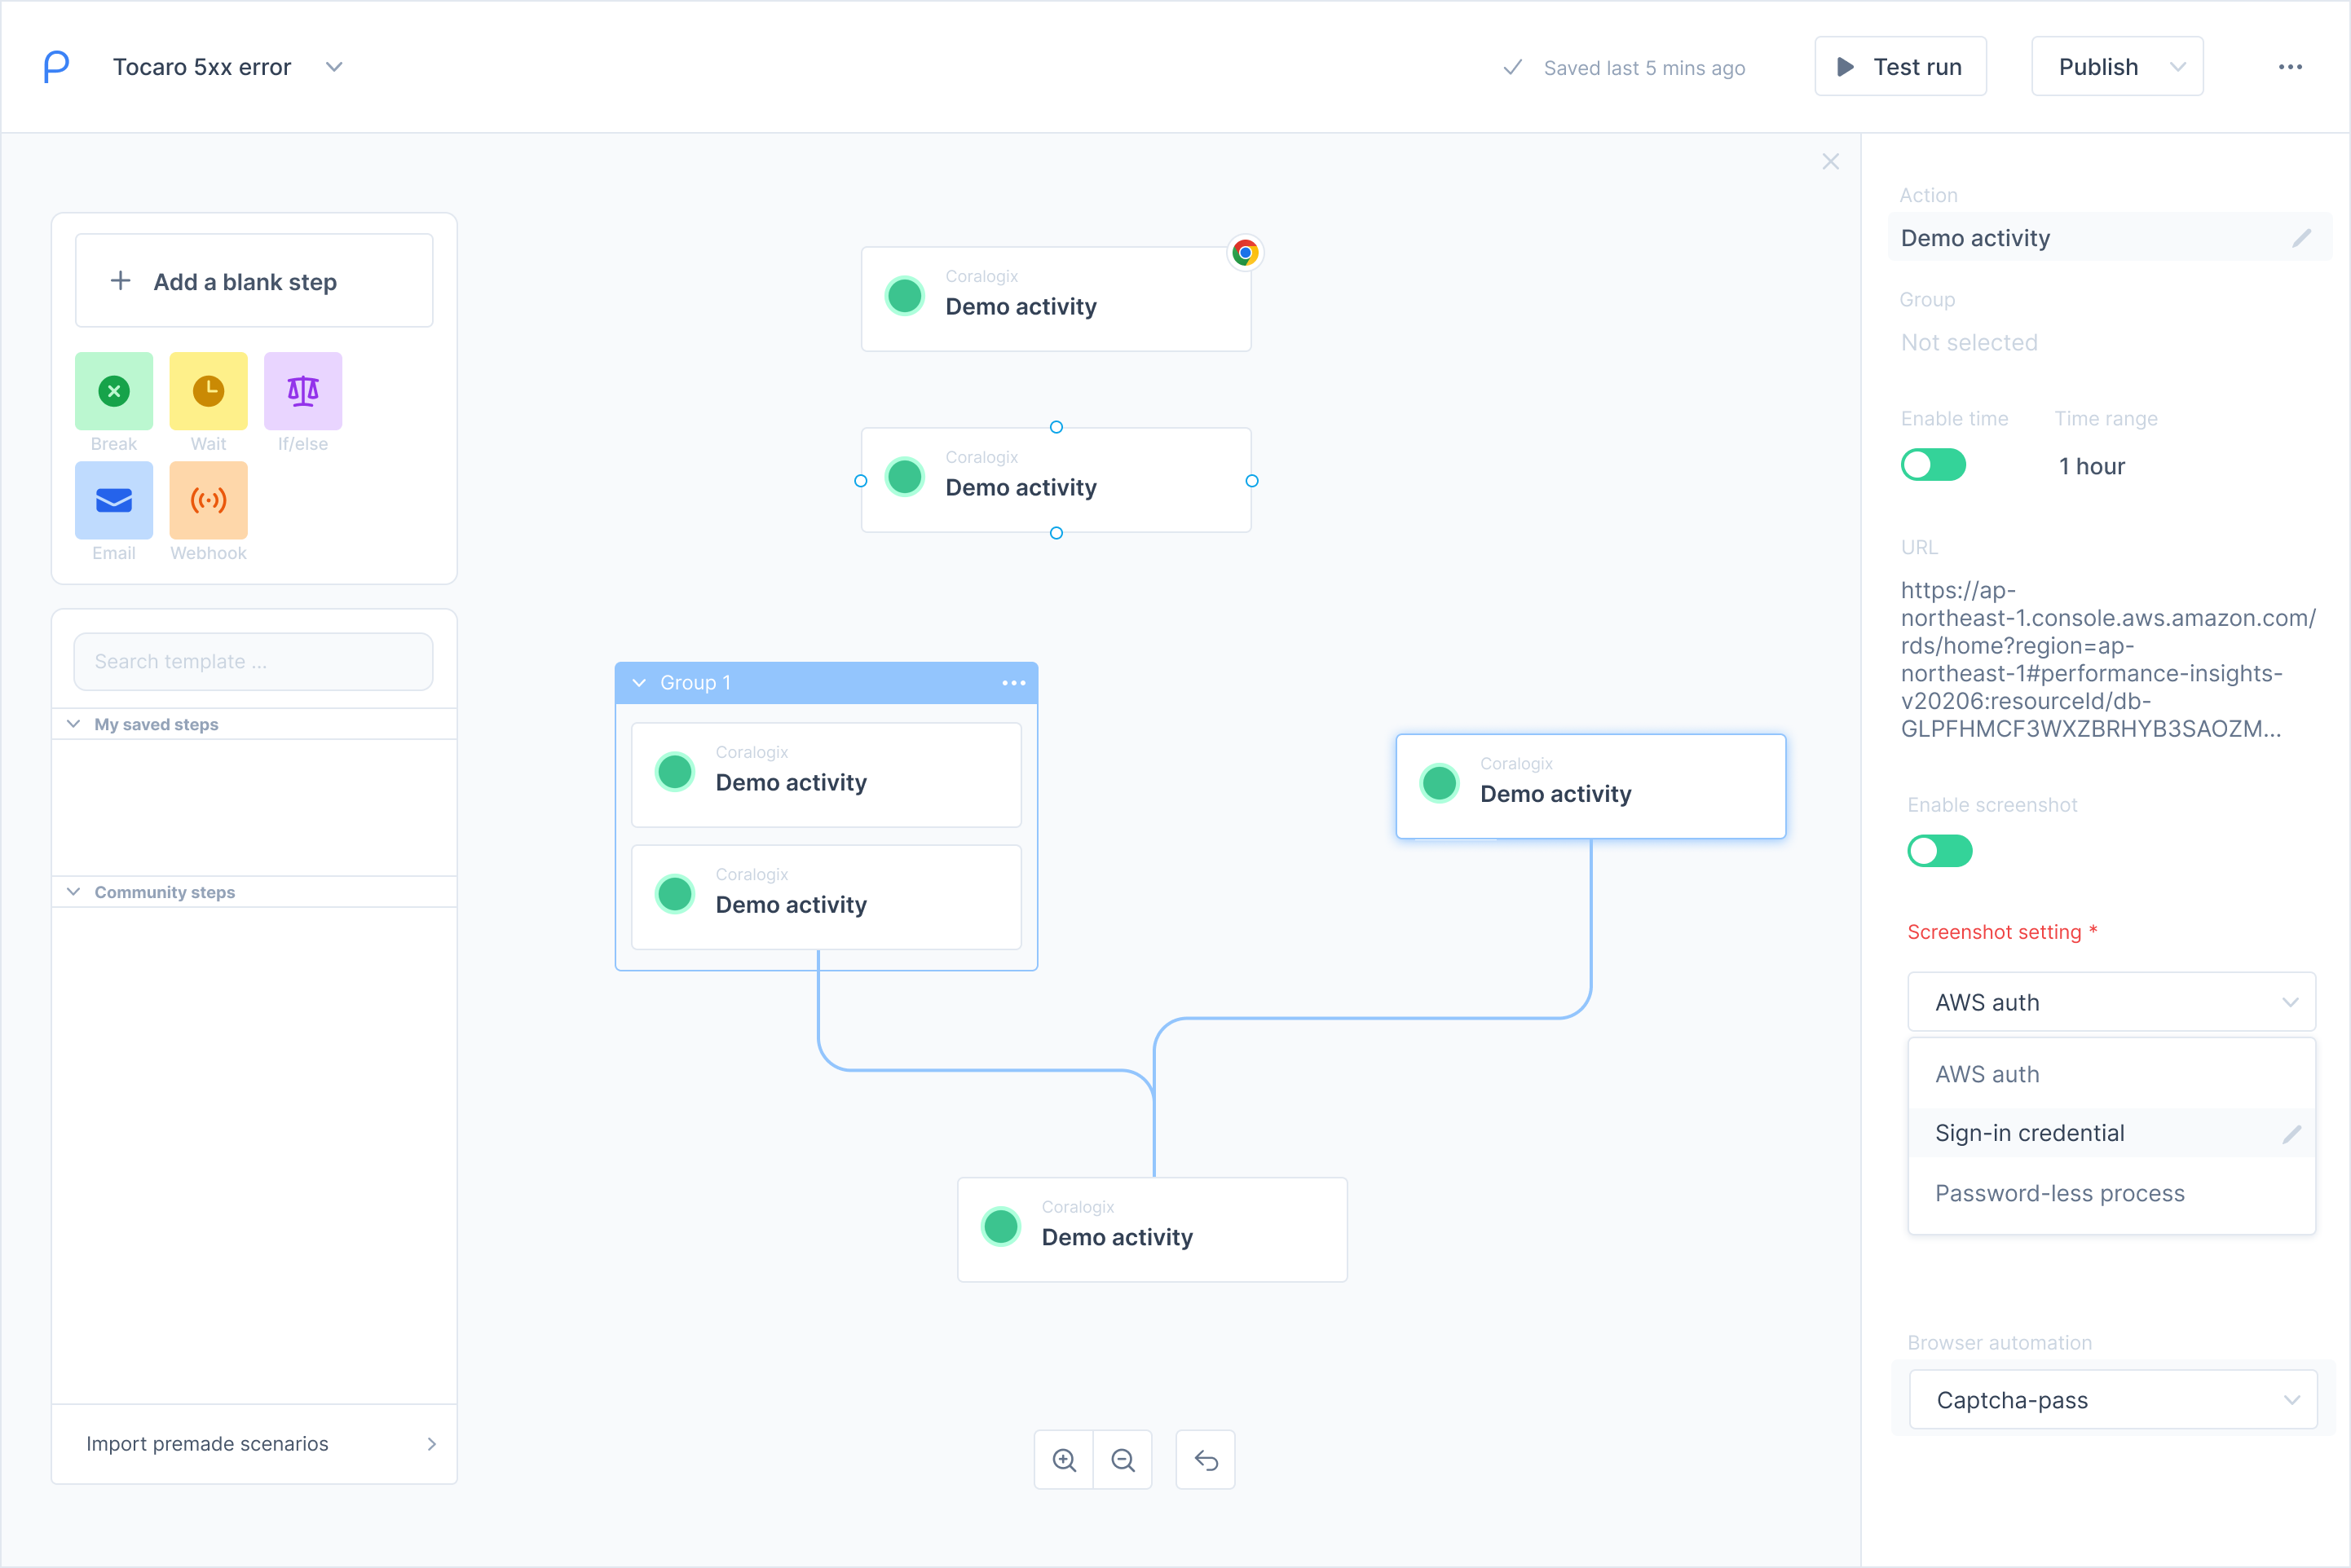 Tocaro 5xx error
Saved last 5 mins ago
Test run
Publish
Add a blank step
Break
Wait
If/else
Email
Webhook
Search template ...
My saved steps
Community steps
Import premade scenarios
Coralogix
Demo activity
Coralogix
Demo activity
Group 1
Coralogix
Demo activity
Coralogix
Demo activity
Coralogix
Demo activity
Coralogix
Demo activity
Action
Demo activity
Group
Not selected
Enable time
Time range
1 hour
URL
https://ap-
northeast-1.console.aws.amazon.com/
rds/home?region=ap-
northeast-1#performance-insights-
v20206:resourceId/db-
GLPFHMCF3WXZBRHYB3SAOZM...
Enable screenshot
Screenshot setting *
AWS auth
AWS auth
Sign-in credential
Password-less process
Browser automation
Captcha-pass